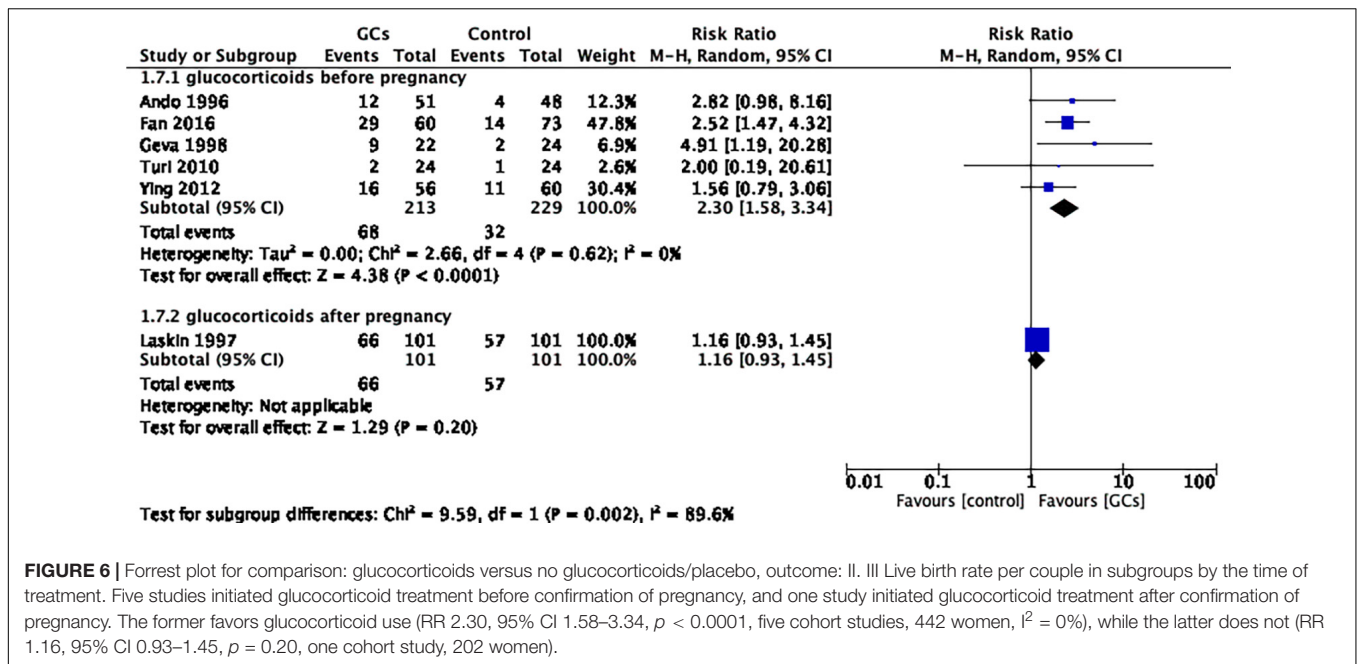 GCs Control Risk Ratio Risk Ratio
Study or Subgroup Events Total Events Total Weight M-H, Random, 95% CI M-H, Random, 95% CI
1.7.1 glucocorticoids before pregnancy
Ando 1996 12 51 4 48 12.3% 2.82 [0.98, 8.16]
Fan 2016 29 60 14 73 47.8% 2.52 [1.47, 4.32]
Geva 1998 9 22 2 24 6.9% 4.91 [1.19, 20.28]
Turi 2010 2 24 1 24 2.6% 2.00 [0.19, 20.61]
Ying 2012 16 56 11 60 30.4% 1.56 [0.79, 3.06]
Subtotal (95% CI) 213 229 100.0% 2.30 [1.58, 3.34]
Total events 68 32
Heterogeneity: Tau² = 0.00; Chi² = 2.66, df = 4 (P = 0.62); I² = 0%
Test for overall effect: Z = 4.38 (P < 0.0001)
1.7.2 glucocorticoids after pregnancy
Laskin 1997 66 101 57 101 100.0% 1.16 [0.93, 1.45]
Subtotal (95% CI) 101 101 100.0% 1.16 [0.93, 1.45]
Total events 66 57
Heterogeneity: Not applicable
Test for overall effect: Z = 1.29 (P = 0.20)
0.01 0.1 1 10 100
Favours [control] Favours [GCs]
Test for subgroup differences: Chi² = 9.59, df = 1 (P = 0.002), I² = 89.6%
FIGURE 6 | Forrest plot for comparison: glucocorticoids versus no glucocorticoids/placebo, outcome: II. III Live birth rate per couple in subgroups by the time of
treatment. Five studies initiated glucocorticoid treatment before confirmation of pregnancy, and one study initiated glucocorticoid treatment after confirmation of
pregnancy. The former favors glucocorticoid use (RR 2.30, 95% CI 1.58–3.34, p < 0.0001, five cohort studies, 442 women, I² = 0%), while the latter does not (RR
1.16, 95% CI 0.93–1.45, p = 0.20, one cohort study, 202 women).